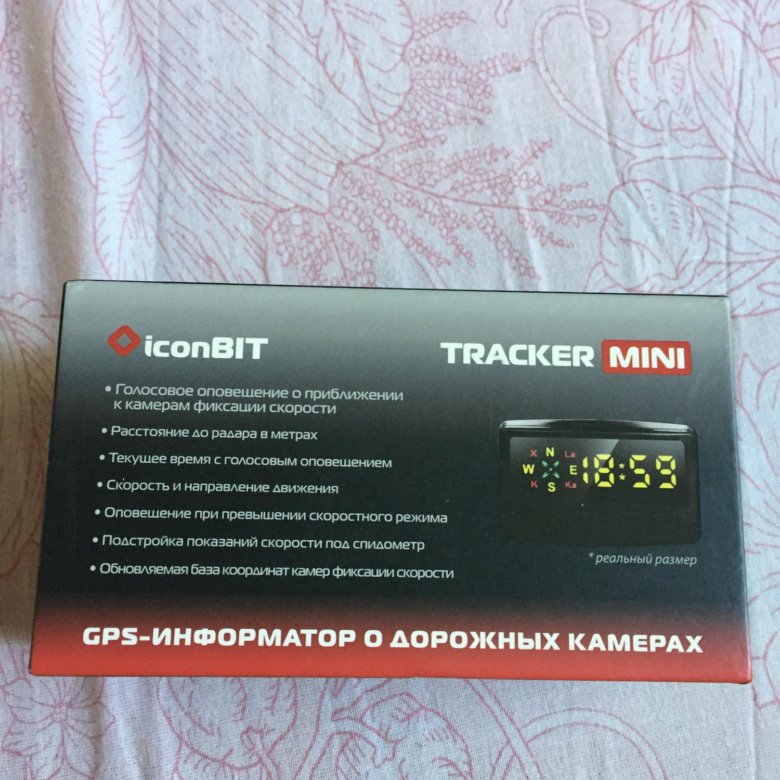 iconBIT
TRACKER MINI
• Голосовое оповещение о приближении
к камерам фиксации скорости
• Расстояние до радара в метрах
• Текущее время с голосовым оповещением
• Скорость и направление движения
• Оповещение при превышении скоростного режима
• Подстройка показаний скорости под спидометр
• Обновляемая база координат камер фиксации скорости
X N La
W E 18:59
K S Ka
* реальный размер
GPS-ИНФОРМАТОР О ДОРОЖНЫХ КАМЕРАХ